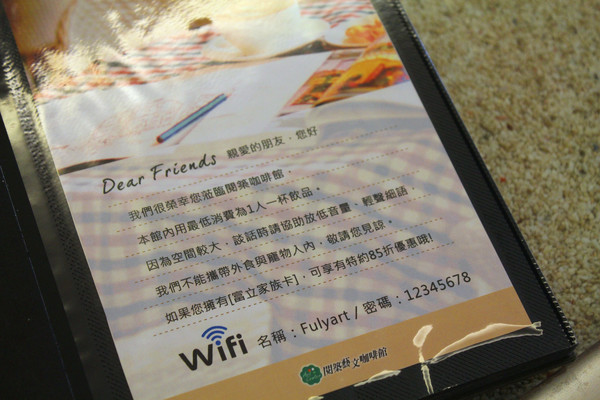 Dear Friends 親愛的朋友，您好
我們很榮幸您蒞臨閱築咖啡館。
本館內用最低消費為1人一杯飲品。
因為空間較大，談話時請協助放低音量，輕聲細語。
我們不能攜帶外食與寵物入內，敬請您見諒。
如果您擁有[富立家族卡]，可享有特約85折優惠哦!
Wifi 名稱：Fulyart / 密碼：12345678
閱築藝文咖啡館